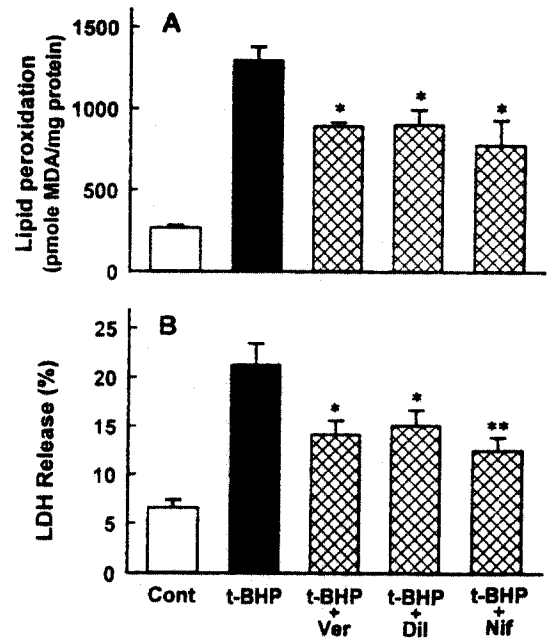 A
Lipid peroxidation
(pmole MDA/mg protein)
1500
1000
500
0
* * *
B
LDH Release (%)
25
20
15
10
5
0
* * **
Cont t-BHP t-BHP t-BHP t-BHP
+ + +
Ver Dil Nif